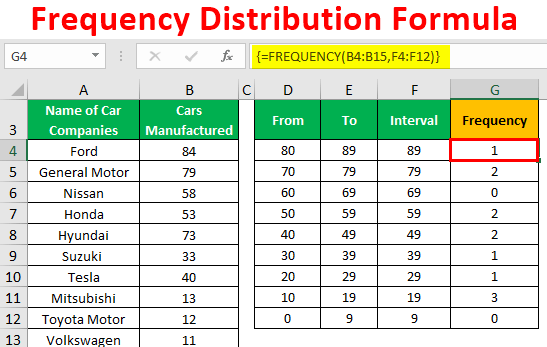 Frequency Distribution Formula
G4 {=FREQUENCY(B4:B15,F4:F12)}
A B C D E F G
3 Name of Car Companies Cars Manufactured From To Interval Frequency
4 Ford 84 80 89 89 1
5 General Motor 79 70 79 79 2
6 Nissan 58 60 69 69 0
7 Honda 53 50 59 59 2
8 Hyundai 73 40 49 49 2
9 Suzuki 33 30 39 39 1
10 Tesla 40 20 29 29 1
11 Mitsubishi 13 10 19 19 3
12 Toyota Motor 12 0 9 9 0
13 Volkswagen 11